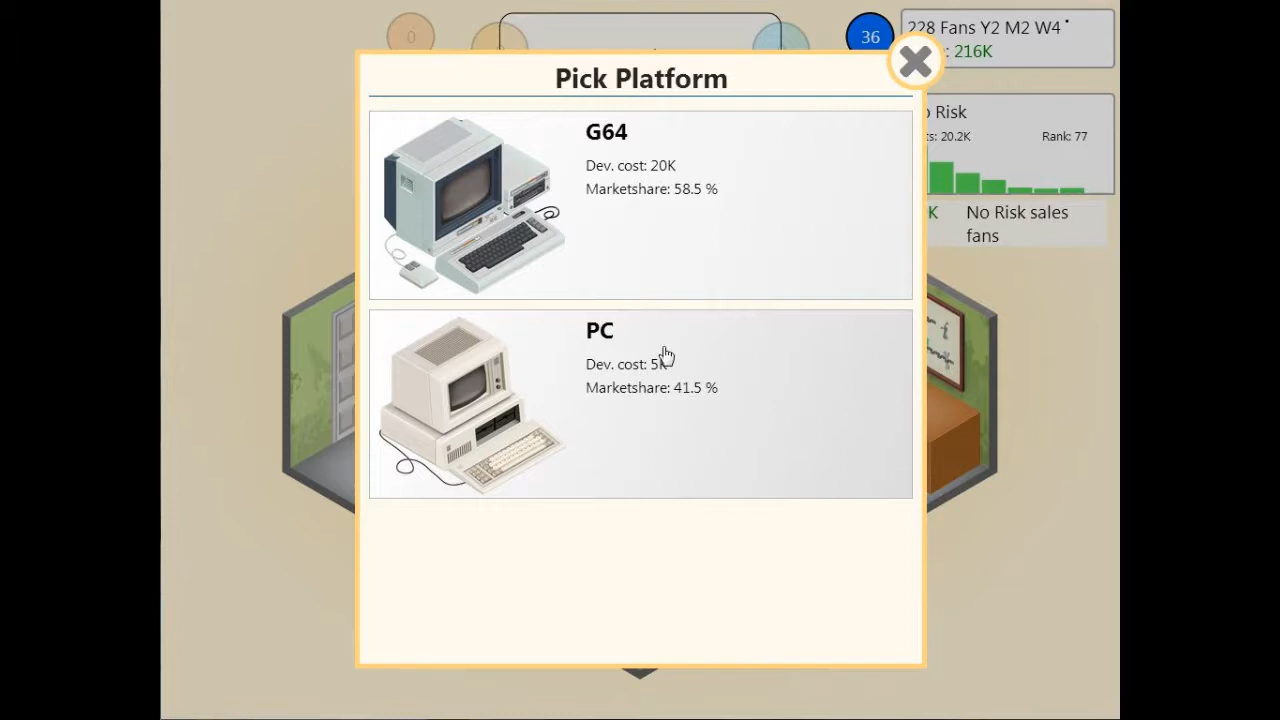 0
36
228 Fans Y2 M2 W4
: 216K
Pick Platform
G64
Dev. cost: 20K
Marketshare: 58.5 %
PC
Dev. cost: 5K
Marketshare: 41.5 %
Risk
20.2K
Rank: 77
K
No Risk sales
fans